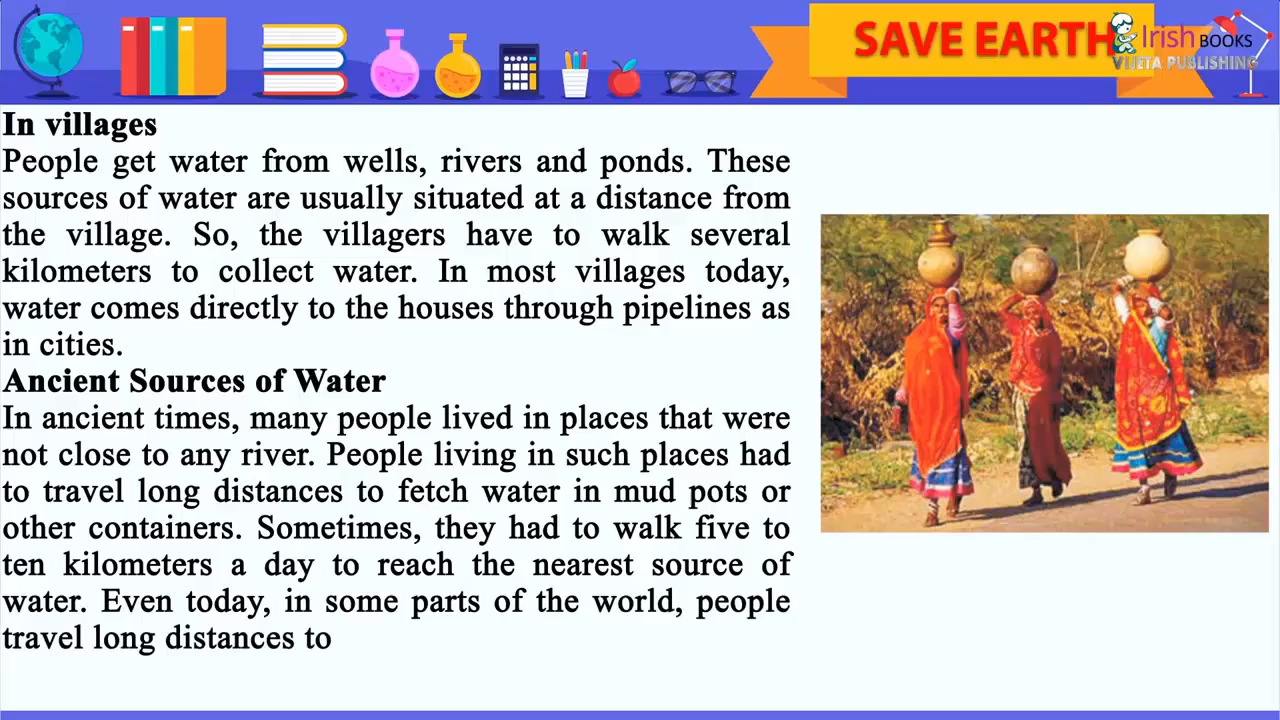 SAVE EARTH
Irish BOOKS
VIJETA PUBLISHING
In villages
People get water from wells, rivers and ponds. These
sources of water are usually situated at a distance from
the village. So, the villagers have to walk several
kilometers to collect water. In most villages today,
water comes directly to the houses through pipelines as
in cities.
Ancient Sources of Water
In ancient times, many people lived in places that were
not close to any river. People living in such places had
to travel long distances to fetch water in mud pots or
other containers. Sometimes, they had to walk five to
ten kilometers a day to reach the nearest source of
water. Even today, in some parts of the world, people
travel long distances to